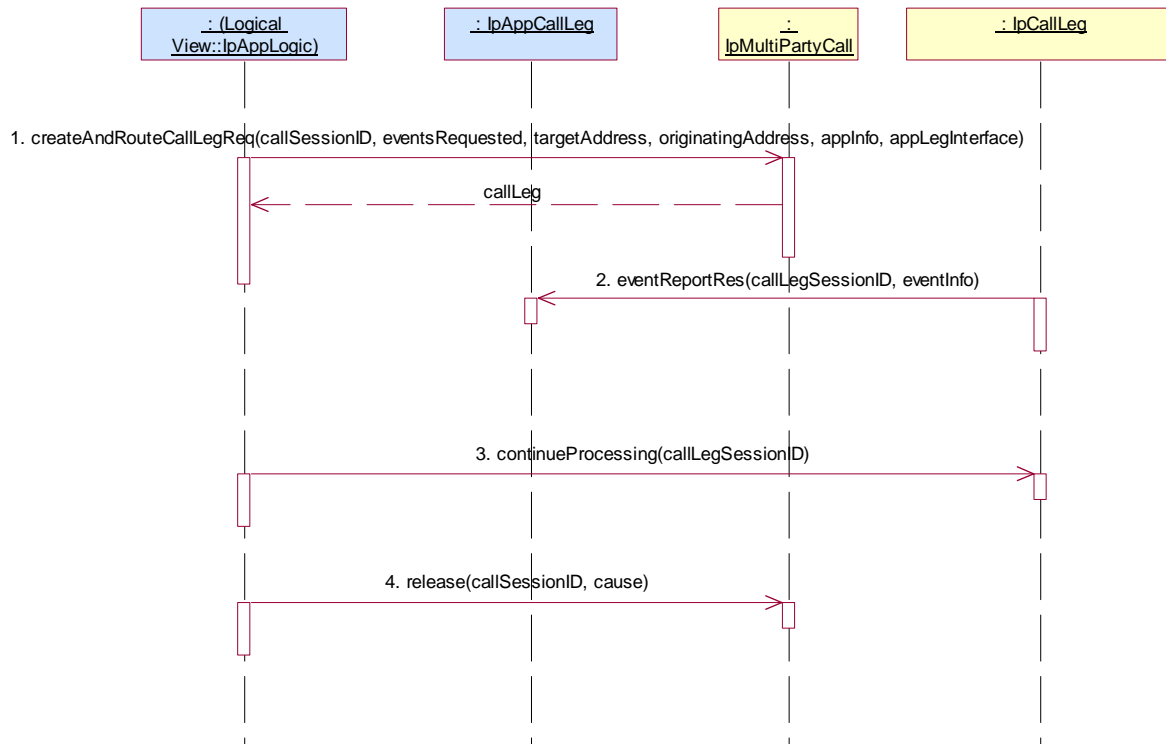 : (Logical
View::IpAppLogic)
: IpAppCallLeg
:
IpMultiPartyCall
: IpCallLeg
1. createAndRouteCallLegReq(callSessionID, eventsRequested, targetAddress, originatingAddress, appInfo, appLegInterface)
callLeg
2. eventReportRes(callLegSessionID, eventInfo)
3. continueProcessing(callLegSessionID)
4. release(callSessionID, cause)